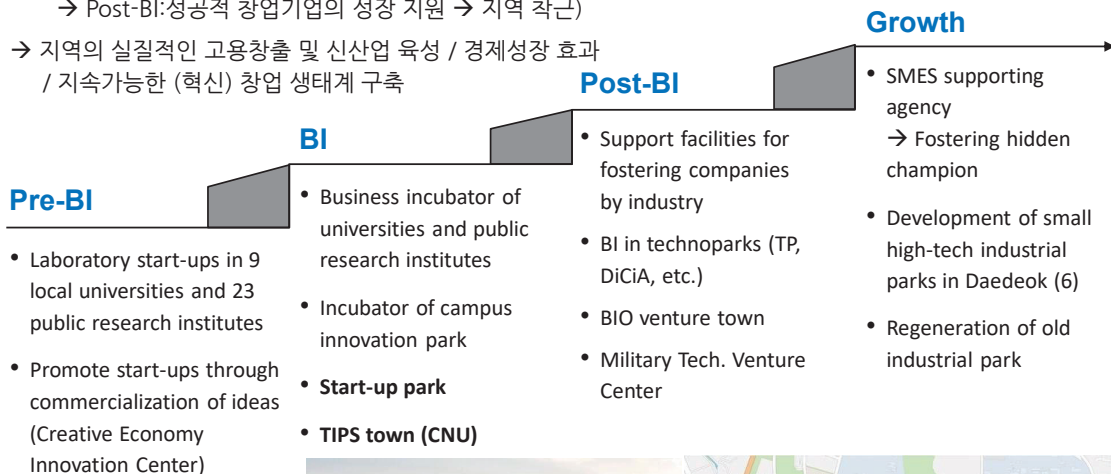 → Post-BI:성공적 창업기업의 성장 지원 → 지역 착근)
→ 지역의 실질적인 고용창출 및 신산업 육성 / 경제성장 효과
/ 지속가능한 (혁신) 창업 생태계 구축
Pre-BI
• Laboratory start-ups in 9
local universities and 23
public research institutes
• Promote start-ups through
commercialization of ideas
(Creative Economy
Innovation Center)
BI
• Business incubator of
universities and public
research institutes
• Incubator of campus
innovation park
• Start-up park
• TIPS town (CNU)
Post-BI
• Support facilities for
fostering companies
by industry
• BI in technoparks (TP,
DiCiA, etc.)
• BIO venture town
• Military Tech. Venture
Center
Growth
• SMES supporting
agency
→ Fostering hidden
champion
• Development of small
high-tech industrial
parks in Daedeok (6)
• Regeneration of old
industrial park